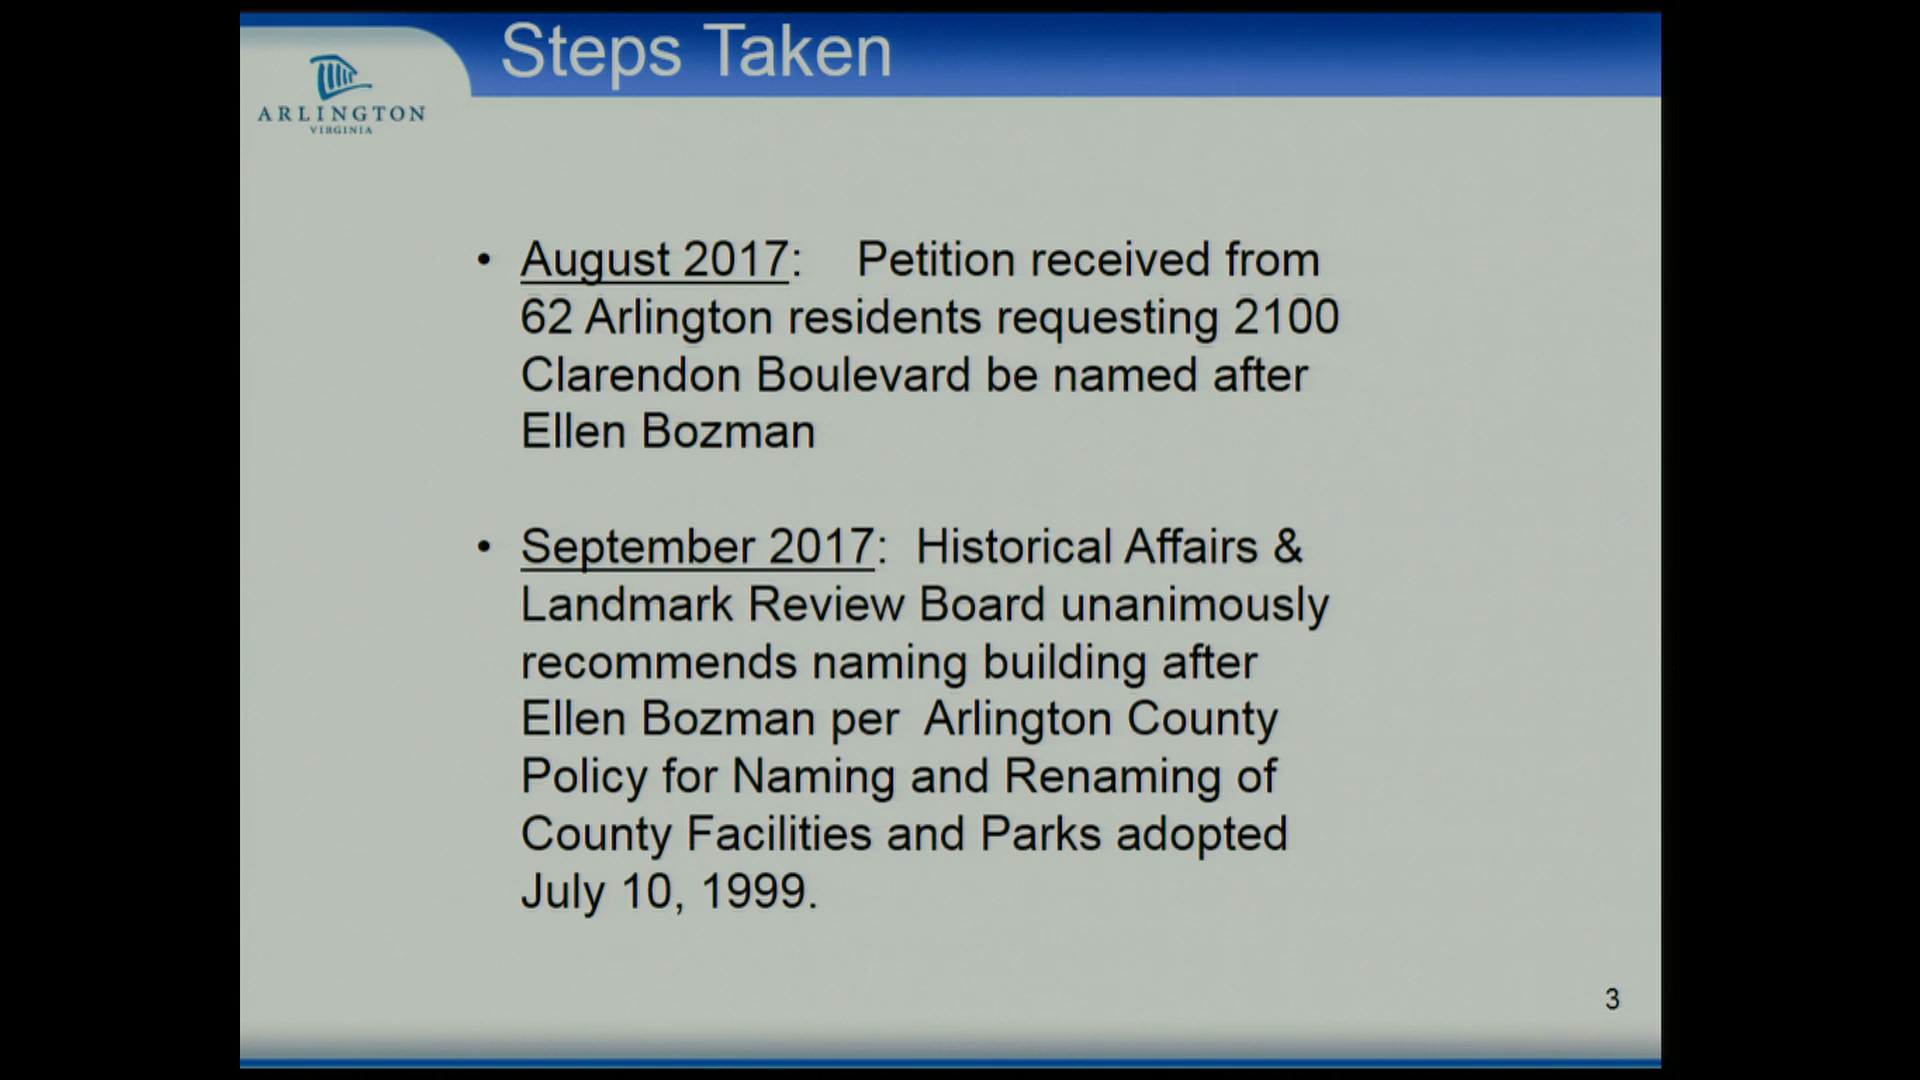 Steps Taken
ARLINGTON
VIRGINIA
• August 2017: Petition received from
62 Arlington residents requesting 2100
Clarendon Boulevard be named after
Ellen Bozman
• September 2017: Historical Affairs &
Landmark Review Board unanimously
recommends naming building after
Ellen Bozman per Arlington County
Policy for Naming and Renaming of
County Facilities and Parks adopted
July 10, 1999.
3